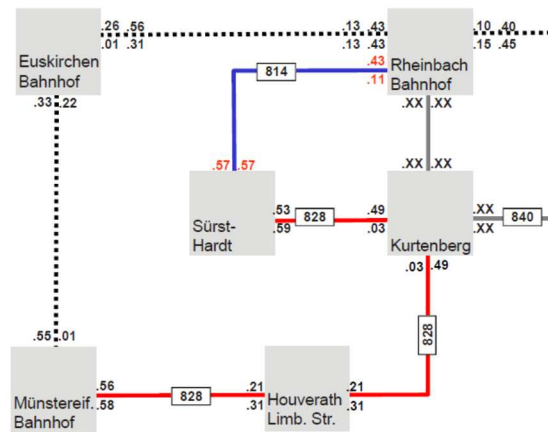 .26 .56
.01 .31
.13 .43
.13 .43
.10 .40
.15 .45
Euskirchen
Bahnhof
Rheinbach
Bahnhof
814
.43
.11
.33 .22
.XX .XX
.57 .57
.XX .XX
Sürst-
Hardt
.53
.59
828
.49
.03
Kurtenberg
.XX
.XX
840
.03 .49
828
.55 .01
Münstereif.
Bahnhof
.56
.58
828
.21
.31
Houverath
Limb. Str.
.21
.31